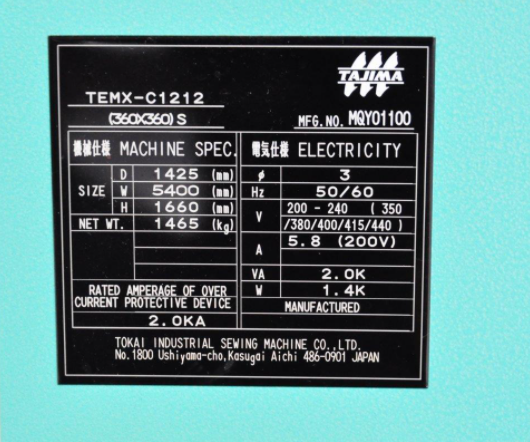 TAJIMA
TEMX-C1212
(360X360) S
MFG. NO. MQY01100
機械仕様 MACHINE SPEC.
SIZE
D 1425 (mm)
W 5400 (mm)
H 1660 (mm)
NET WT. 1465 (kg)
RATED AMPERAGE OF OVER
CURRENT PROTECTIVE DEVICE
2.0KA
電気仕様 ELECTRICITY
φ 3
Hz 50/60
V 200 - 240 ( 350
/380/400/415/440 )
A 5.8 (200V)
VA 2.0K
W 1.4K
MANUFACTURED
TOKAI INDUSTRIAL SEWING MACHINE CO.,LTD.
No.1800 Ushiyama-cho,Kasugai Aichi 486-0901 JAPAN